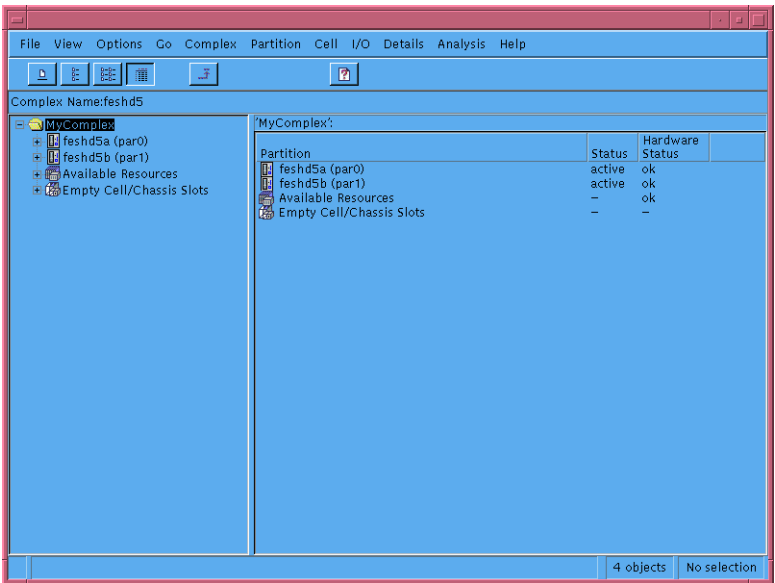 File View Options Go Complex Partition Cell I/O Details Analysis Help
Complex Name:feshd5
MyComplex
feshd5a (par0)
feshd5b (par1)
Available Resources
Empty Cell/Chassis Slots
'MyComplex':
Partition Status Hardware Status
feshd5a (par0) active ok
feshd5b (par1) active ok
Available Resources – ok
Empty Cell/Chassis Slots – –
4 objects No selection